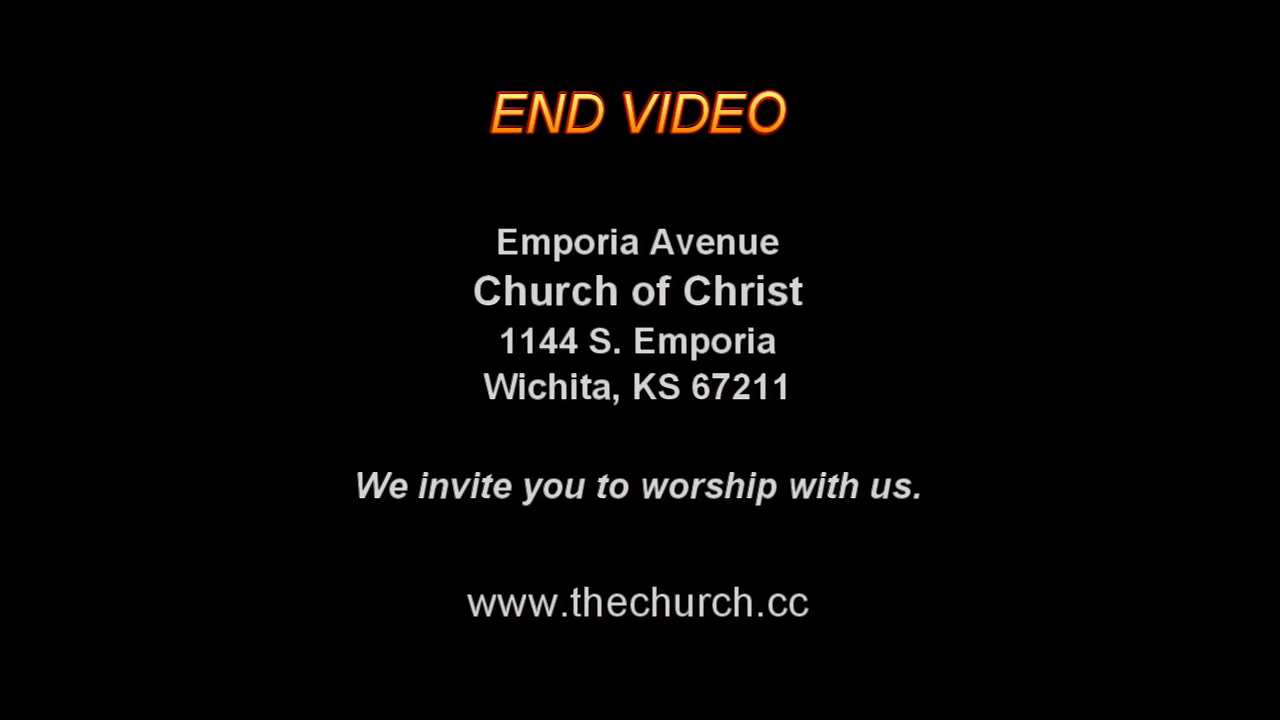 END VIDEO
Emporia Avenue
Church of Christ
1144 S. Emporia
Wichita, KS 67211
We invite you to worship with us.
www.thechurch.cc